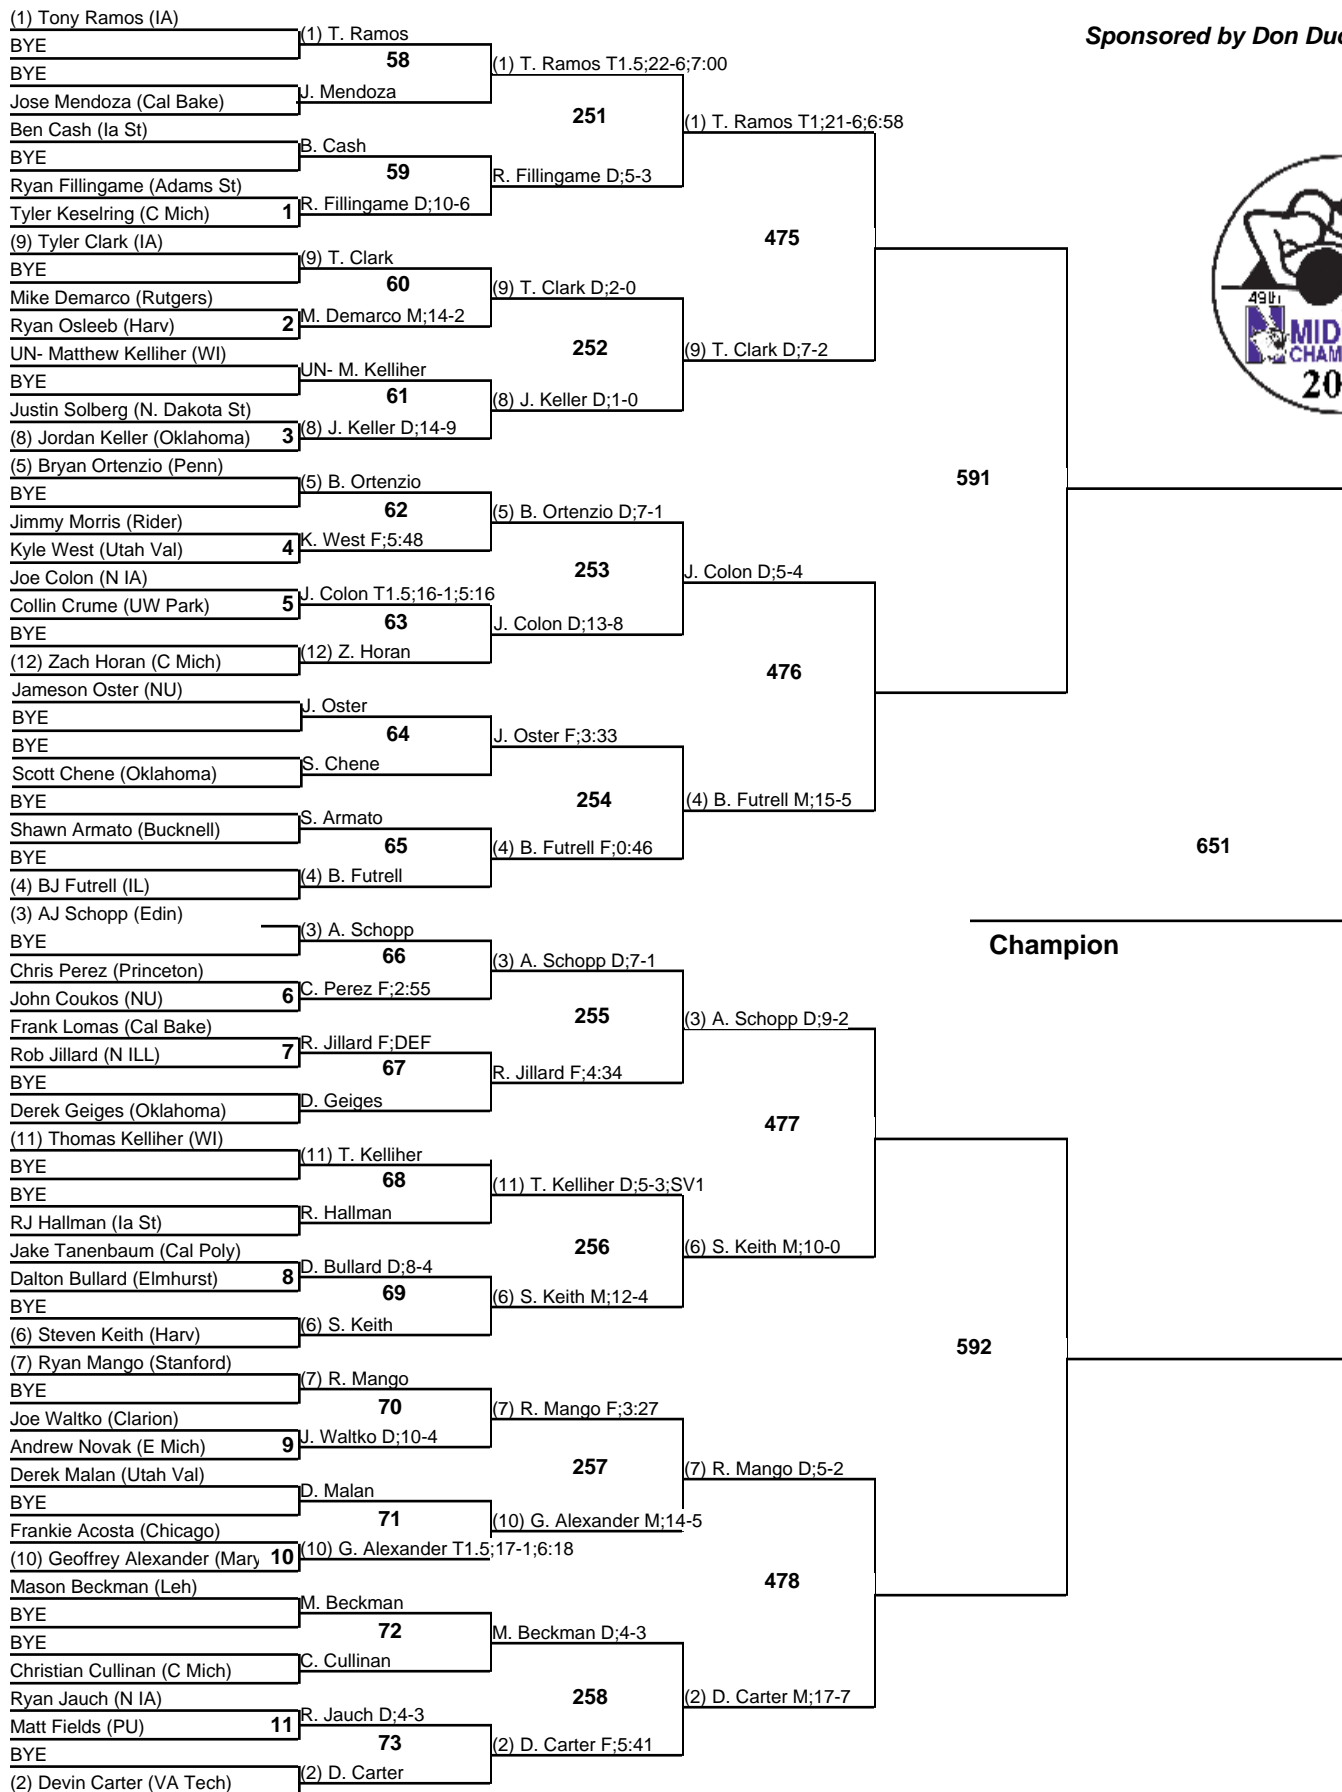 (1) Tony Ramos (IA)
BYE
BYE
Jose Mendoza (Cal Bake)
Ben Cash (Ia St)
BYE
Ryan Fillingame (Adams St)
Tyler Keselring (C Mich) 1
(9) Tyler Clark (IA)
BYE
Mike Demarco (Rutgers)
Ryan Osleeb (Harv) 2
UN- Matthew Kelliher (WI)
BYE
Justin Solberg (N. Dakota St)
(8) Jordan Keller (Oklahoma) 3
(5) Bryan Ortenzio (Penn)
BYE
Jimmy Morris (Rider)
Kyle West (Utah Val) 4
Joe Colon (N IA)
Collin Crume (UW Park) 5
BYE
(12) Zach Horan (C Mich)
Jameson Oster (NU)
BYE
BYE
Scott Chene (Oklahoma)
BYE
Shawn Armato (Bucknell)
BYE
(4) BJ Futrell (IL)
(3) AJ Schopp (Edin)
BYE
Chris Perez (Princeton)
John Coukos (NU) 6
Frank Lomas (Cal Bake)
Rob Jillard (N ILL) 7
BYE
Derek Geiges (Oklahoma)
(11) Thomas Kelliher (WI)
BYE
BYE
RJ Hallman (Ia St)
Jake Tanenbaum (Cal Poly)
Dalton Bullard (Elmhurst) 8
BYE
(6) Steven Keith (Harv)
(7) Ryan Mango (Stanford)
BYE
Joe Waltko (Clarion)
Andrew Novak (E Mich) 9
Derek Malan (Utah Val)
BYE
Frankie Acosta (Chicago)
(10) Geoffrey Alexander (Mary 10
Mason Beckman (Leh)
BYE
BYE
Christian Cullinan (C Mich)
Ryan Jauch (N IA)
Matt Fields (PU) 11
BYE
(2) Devin Carter (VA Tech)
(1) T. Ramos
58
J. Mendoza
B. Cash
59
R. Fillingame D;10-6
(9) T. Clark
60
M. Demarco M;14-2
UN- M. Kelliher
61
(8) J. Keller D;14-9
(5) B. Ortenzio
62
K. West F;5:48
J. Colon T1.5;16-1;5:16
63
(12) Z. Horan
J. Oster
64
S. Chene
S. Armato
65
(4) B. Futrell
(3) A. Schopp
66
C. Perez F;2:55
R. Jillard F;DEF
67
D. Geiges
(11) T. Kelliher
68
R. Hallman
D. Bullard D;8-4
69
(6) S. Keith
(7) R. Mango
70
J. Waltko D;10-4
D. Malan
71
(10) G. Alexander T1.5;17-1;6:18
M. Beckman
72
C. Cullinan
R. Jauch D;4-3
73
(2) D. Carter
(1) T. Ramos T1.5;22-6;7:00
251
R. Fillingame D;5-3
(9) T. Clark D;2-0
252
(8) J. Keller D;1-0
(5) B. Ortenzio D;7-1
253
J. Colon D;13-8
J. Oster F;3:33
254
(4) B. Futrell F;0:46
(3) A. Schopp D;7-1
255
R. Jillard F;4:34
(11) T. Kelliher D;5-3;SV1
256
(6) S. Keith M;12-4
(7) R. Mango F;3:27
257
(10) G. Alexander M;14-5
M. Beckman D;4-3
258
(2) D. Carter F;5:41
(1) T. Ramos T1;21-6;6:58
475
(9) T. Clark D;7-2
J. Colon D;5-4
476
(4) B. Futrell M;15-5
(3) A. Schopp D;9-2
477
(6) S. Keith M;10-0
(7) R. Mango D;5-2
478
(2) D. Carter M;17-7
591
592
Sponsored by Don Duc
49th
N
MID
CHAM
20
651
Champion